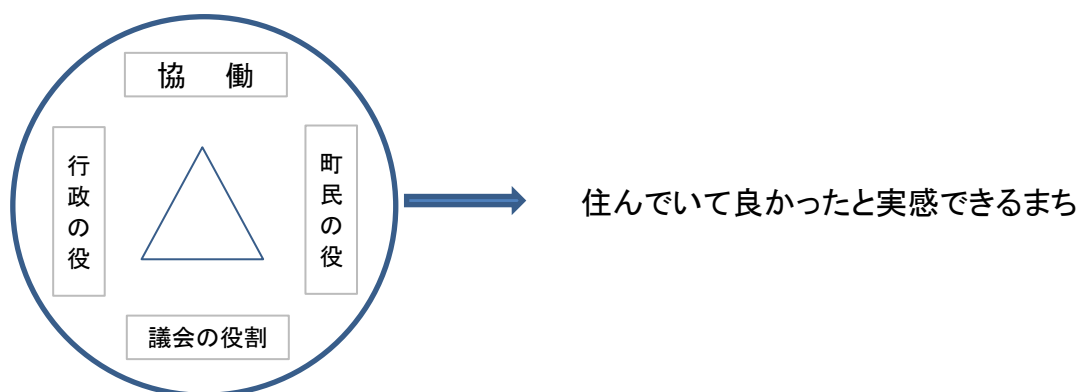 協　働
行政の役
町民の役
議会の役割
住んでいて良かったと実感できるまち